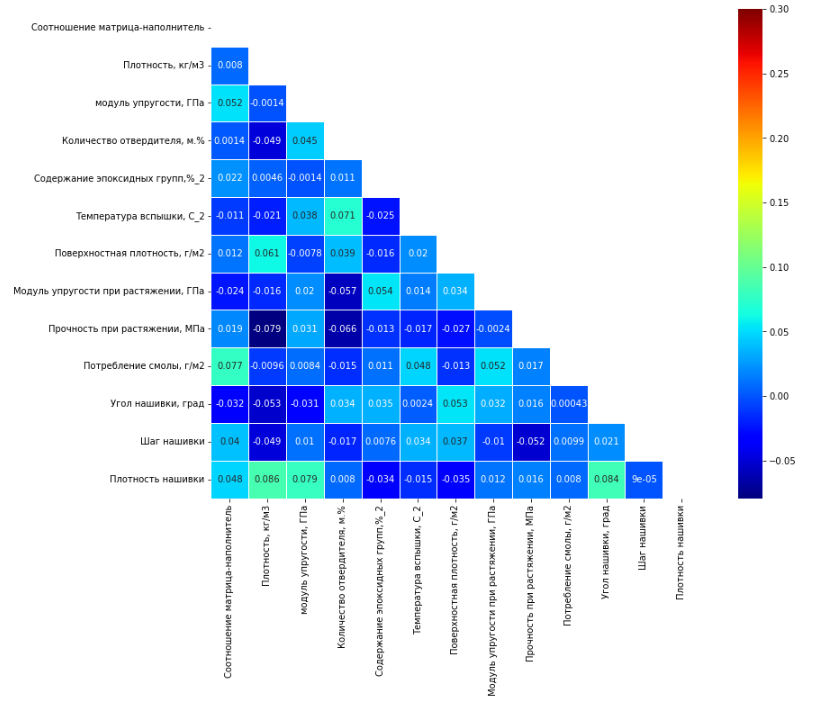 Соотношение матрица-наполнитель
Плотность, кг/м3
0.008
модуль упругости, ГПа
0.052 -0.0014
Количество отвердителя, м.%
0.0014 -0.049 0.045
Содержание эпоксидных групп,%_2
0.022 0.0046 -0.0014 0.011
Температура вспышки, С_2
-0.011 -0.021 0.038 0.071 -0.025
Поверхностная плотность, г/м2
0.012 0.061 -0.0078 0.039 -0.016 0.02
Модуль упругости при растяжении, ГПа
-0.024 -0.016 0.02 -0.057 0.054 0.014 0.034
Прочность при растяжении, МПа
0.019 -0.079 0.031 -0.066 -0.013 -0.017 -0.027 -0.0024
Потребление смолы, г/м2
0.077 -0.0096 0.0084 -0.015 0.011 0.048 -0.013 0.052 0.017
Угол нашивки, град
-0.032 -0.053 -0.031 0.034 0.035 0.0024 0.053 0.032 0.016 0.00043
Шаг нашивки
0.04 -0.049 0.01 -0.017 0.0076 0.034 0.037 -0.01 -0.052 0.0099 0.021
Плотность нашивки
0.048 0.086 0.079 0.008 -0.034 -0.015 -0.035 0.012 0.016 0.008 0.084 9e-05
Соотношение матрица-наполнитель
Плотность, кг/м3
модуль упругости, ГПа
Количество отвердителя, м.%
Содержание эпоксидных групп,%_2
Температура вспышки, С_2
Поверхностная плотность, г/м2
Модуль упругости при растяжении, ГПа
Прочность при растяжении, МПа
Потребление смолы, г/м2
Угол нашивки, град
Шаг нашивки
Плотность нашивки
0.30
0.25
0.20
0.15
0.10
0.05
0.00
−0.05